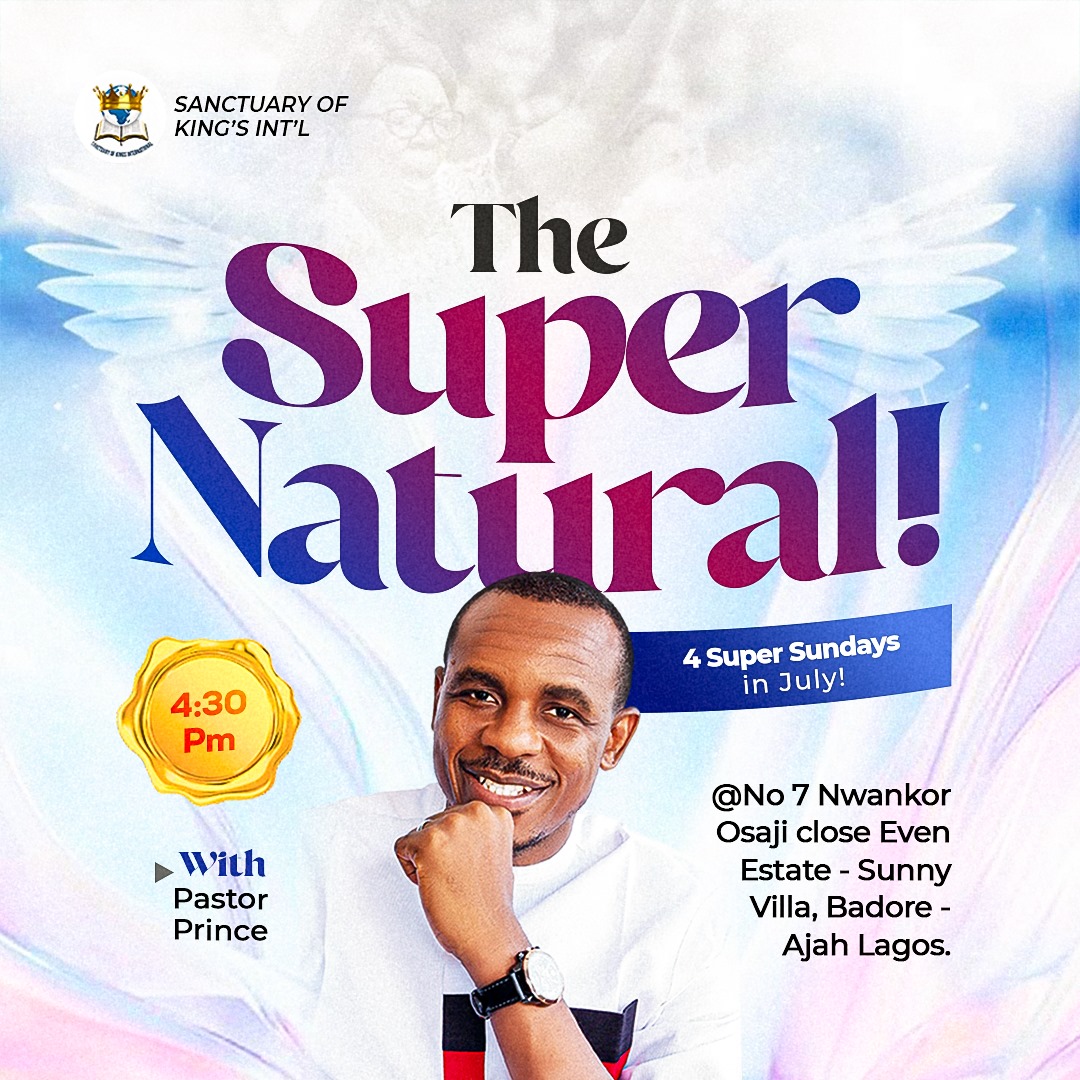 SANCTUARY OF
KING'S INT'L
The
Super
Natural!
4 Super Sundays
in July!
4:30
Pm
With
Pastor
Prince
@No 7 Nwankor
Osaji close Even
Estate - Sunny
Villa, Badore -
Ajah Lagos.